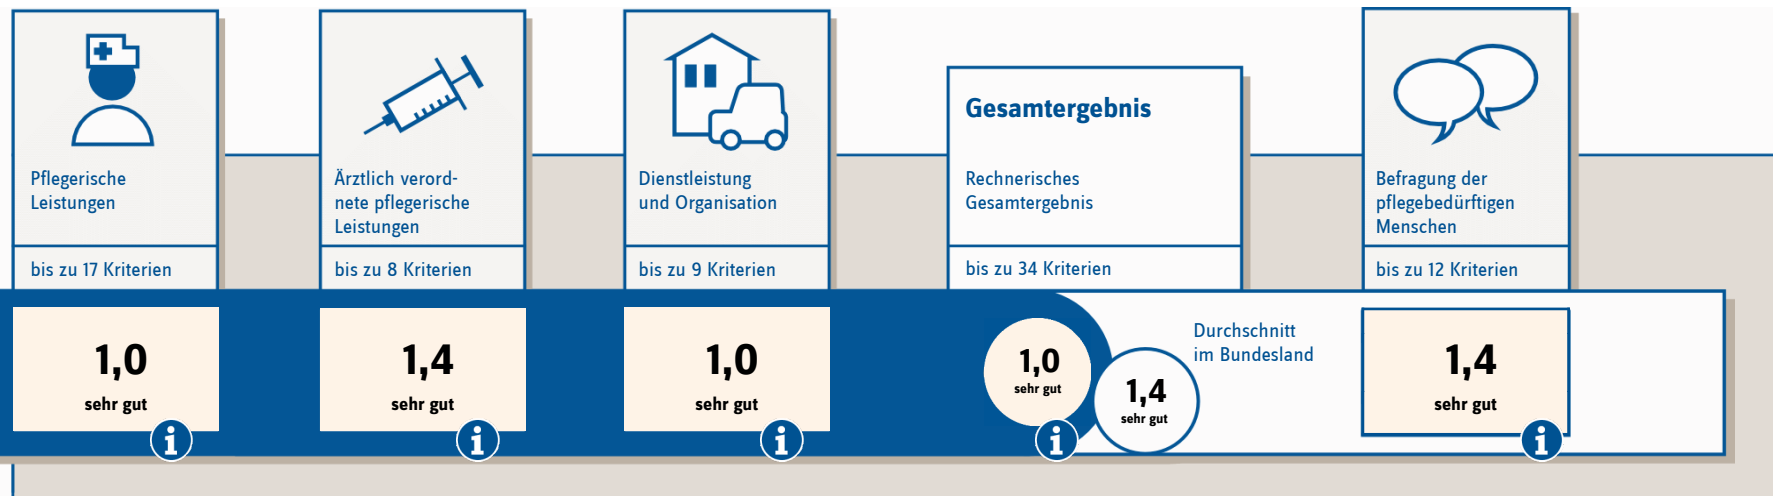 Pflegerische
Leistungen
bis zu 17 Kriterien
1,0
sehr gut
i
Ärztlich verord-
nete pflegerische
Leistungen
bis zu 8 Kriterien
1,4
sehr gut
i
Dienstleistung
und Organisation
bis zu 9 Kriterien
1,0
sehr gut
i
Gesamtergebnis
Rechnerisches
Gesamtergebnis
bis zu 34 Kriterien
1,0
sehr gut
i
Durchschnitt
im Bundesland
1,4
sehr gut
Befragung der
pflegebedürftigen
Menschen
bis zu 12 Kriterien
1,4
sehr gut
i